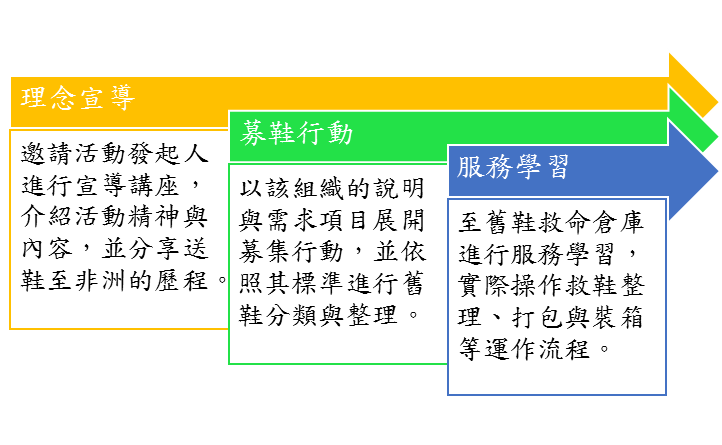 理念宣導
邀請活動發起人
進行宣導講座，
介紹活動精神與
內容，並分享送
鞋至非洲的歷程。
募鞋行動
以該組織的說明
與需求項目展開
募集行動，並依
照其標準進行舊
鞋分類與整理。
服務學習
至舊鞋救命倉庫
進行服務學習，
實際操作救鞋整
理、打包與裝箱
等運作流程。